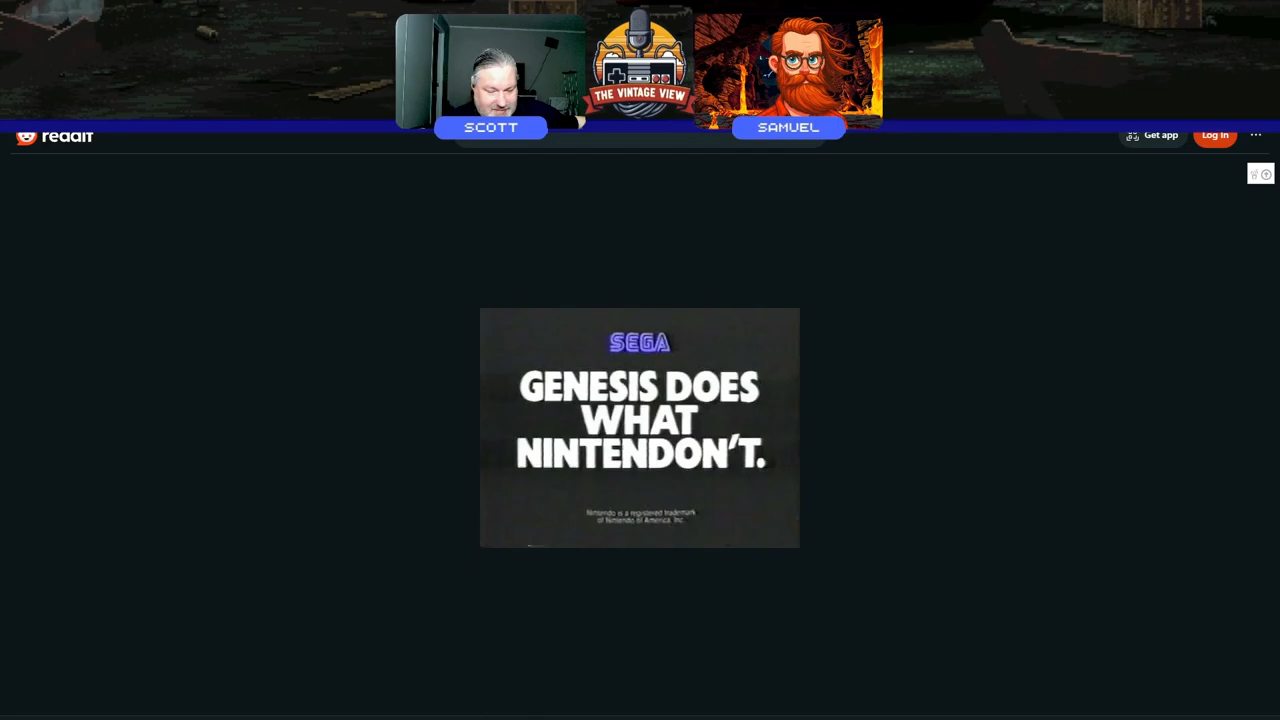 THE VINTAGE VIEW
SCOTT
SAMUEL
reddit
Get app
Log In
SEGA
GENESIS DOES
WHAT
NINTENDON'T.
Nintendo is a registered trademark
of Nintendo of America, Inc.